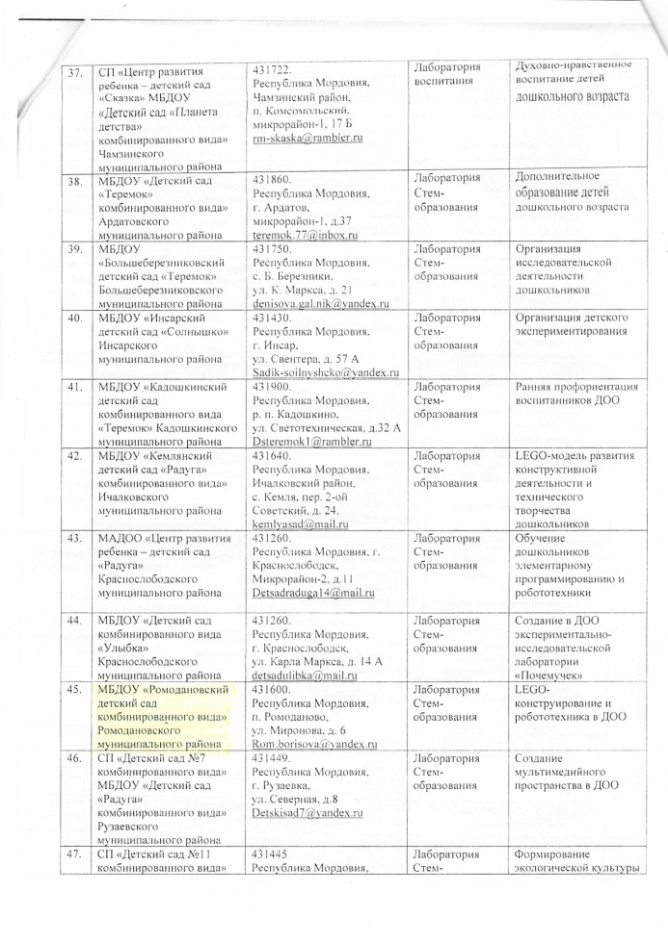 37.
СП «Центр развития
ребенка – детский сад
«Сказка» МБДОУ
«Детский сад «Планета
детства»
комбинированного вида»
Чамзинского
муниципального района
431722.
Республика Мордовия,
Чамзинский район,
п. Комсомольский,
микрорайон-1, 17 Б
rm-skaska@rambler.ru
Лаборатория
воспитания
Духовно-нравственное
воспитание детей
дошкольного возраста
38.
МБДОУ «Детский сад
«Теремок»
комбинированного вида»
Ардатовского
муниципального района
431860.
Республика Мордовия,
г. Ардатов,
микрорайон-1, д.37
teremok.77@inbox.ru
Лаборатория
Стем-
образования
Дополнительное
образование детей
дошкольного возраста
39.
МБДОУ
«Большеберезниковский
детский сад «Теремок»
Большеберезниковского
муниципального района
431750.
Республика Мордовия,
с. Б. Березники,
ул. К. Маркса, д. 21
denisova.gal.nik@yandex.ru
Лаборатория
Стем-
образования
Организация
исследовательской
деятельности
дошкольников
40.
МБДОУ «Инсарский
детский сад «Солнышко»
Инсарского
муниципального района
431430.
Республика Мордовия,
г. Инсар,
ул. Свентера, д. 57 А
Sadik-soilnyshcko@yandex.ru
Лаборатория
Стем-
образования
Организация детского
экспериментирования
41.
МБДОУ «Кадошкинский
детский сад
комбинированного вида
«Теремок» Кадошкинского
муниципального района
431900.
Республика Мордовия,
р. п. Кадошкино,
ул. Светотехническая, д.32 А
Dsteremok1@rambler.ru
Лаборатория
Стем-
образования
Ранняя профориентация
воспитанников ДОО
42.
МБДОУ «Кемлянский
детский сад «Радуга»
комбинированного вида»
Ичалковского
муниципального района
431640.
Республика Мордовия,
Ичалковский район,
с. Кемля, пер. 2-ой
Советский, д. 24.
kemlyasad@mail.ru
Лаборатория
Стем-
образования
LEGO-модель развития
конструктивной
деятельности и
технического
творчества
дошкольников
43.
МАДОО «Центр развития
ребенка – детский сад
«Радуга»
Краснослободского
муниципального района
431260.
Республика Мордовия, г.
Краснослободск,
Микрорайон-2, д.11
Detsadraduga14@mail.ru
Лаборатория
Стем-
образования
Обучение
дошкольников
элементарному
программированию и
робототехники
44.
МБДОУ «Детский сад
комбинированного вида
«Улыбка»
Краснослободского
муниципального района
431260.
Республика Мордовия,
г. Краснослободск,
ул. Карла Маркса, д. 14 А
detsadulibka@mail.ru
Лаборатория
Стем-
образования
Создание в ДОО
экспериментально-
исследовательской
лаборатории
«Почемучек»
45.
МБДОУ «Ромодановский
детский сад
комбинированного вида»
Ромодановского
муниципального района
431600.
Республика Мордовия,
п. Ромоданово,
ул. Миронова, д. 6
Rom.borisova@yandex.ru
Лаборатория
Стем-
образования
LEGO-
конструирование и
робототехника в ДОО
46.
СП «Детский сад №7
комбинированного вида»
МБДОУ «Детский сад
«Радуга»
комбинированного вида»
Рузаевского
муниципального района
431449.
Республика Мордовия,
г. Рузаевка,
ул. Северная, д.8
Detskisad7@yandex.ru
Лаборатория
Стем-
образования
Создание
мультимедийного
пространства в ДОО
47.
СП «Детский сад №11
комбинированного вида»
431445
Республика Мордовия,
Лаборатория
Стем-
Формирование
экологической культуры